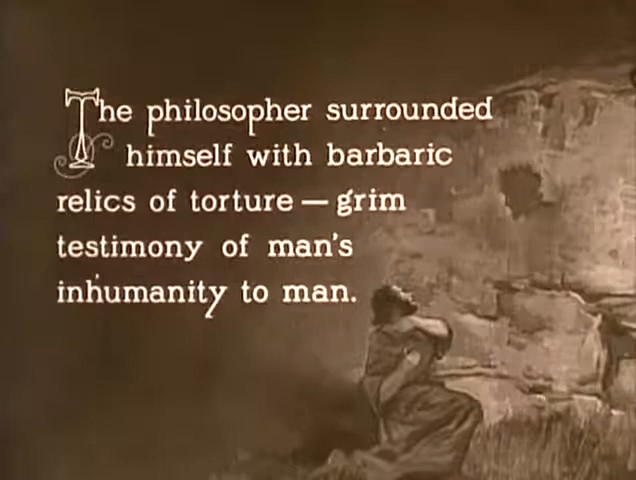 The philosopher surrounded
himself with barbaric
relics of torture — grim
testimony of man's
inhumanity to man.